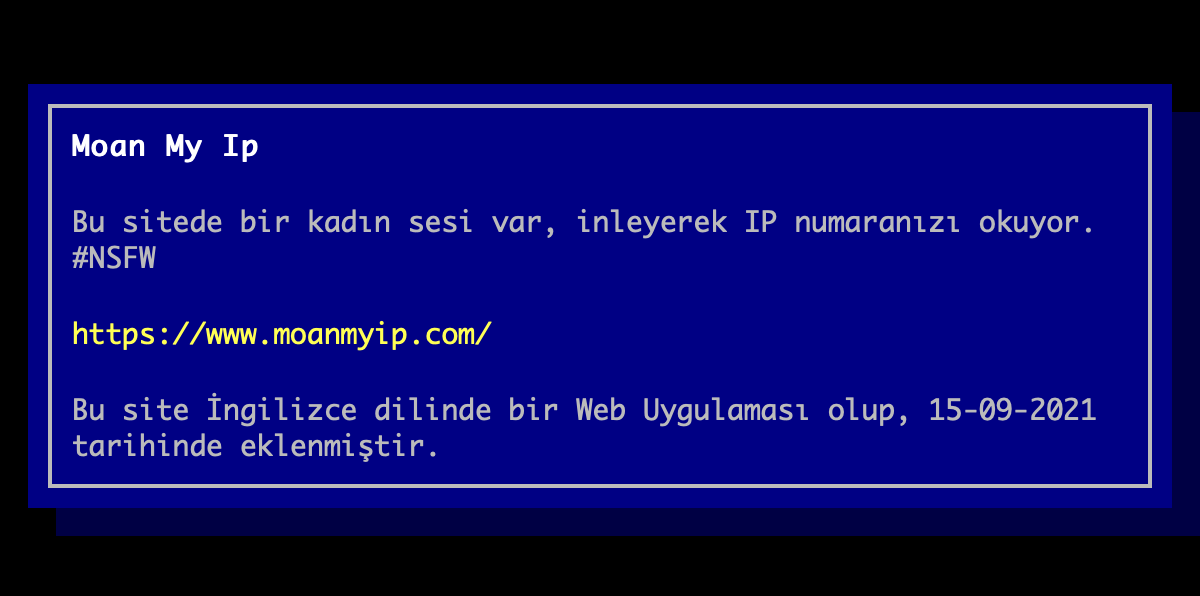 Moan My Ip
Bu sitede bir kadın sesi var, inleyerek IP numaranızı okuyor.
#NSFW
https://www.moanmyip.com/
Bu site İngilizce dilinde bir Web Uygulaması olup, 15-09-2021
tarihinde eklenmiştir.